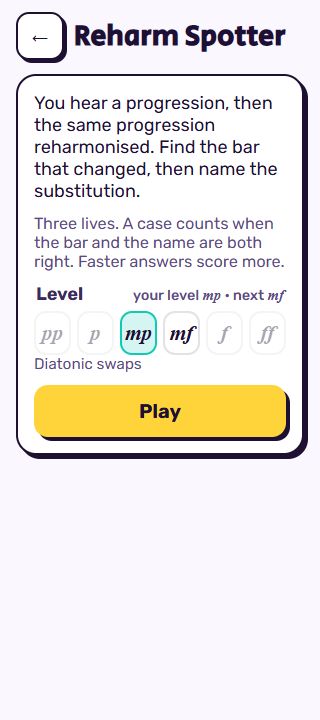 ← Reharm Spotter
You hear a progression, then
the same progression
reharmonised. Find the bar
that changed, then name the
substitution.
Three lives. A case counts when
the bar and the name are both
right. Faster answers score more.
Level your level mp • next mf
pp p mp mf f ff
Diatonic swaps
Play